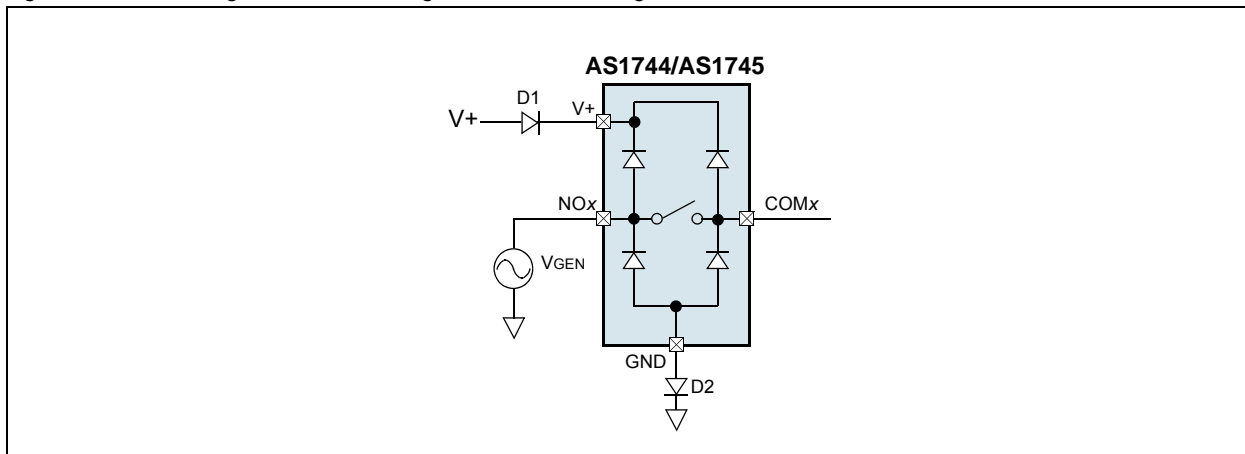 AS1744/AS1745
D1
V+
V+
NOx
COMx
VGEN
GND
D2